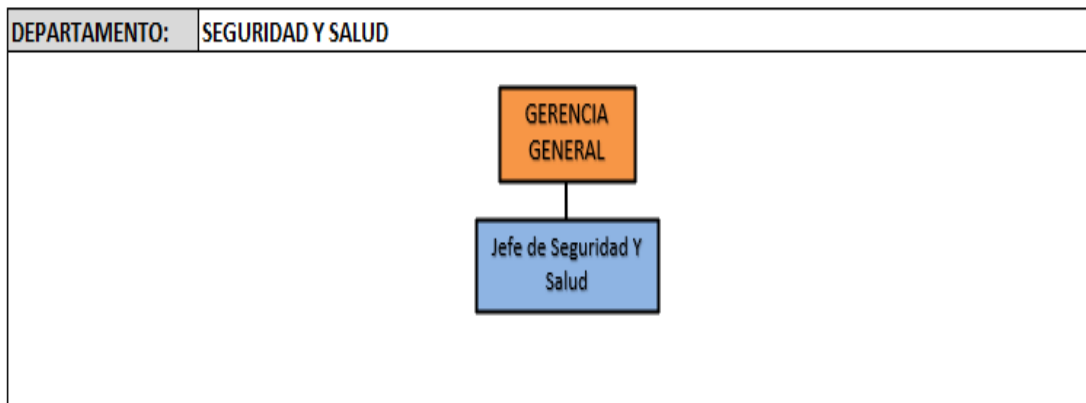 DEPARTAMENTO: SEGURIDAD Y SALUD
GERENCIA
GENERAL
Jefe de Seguridad Y
Salud